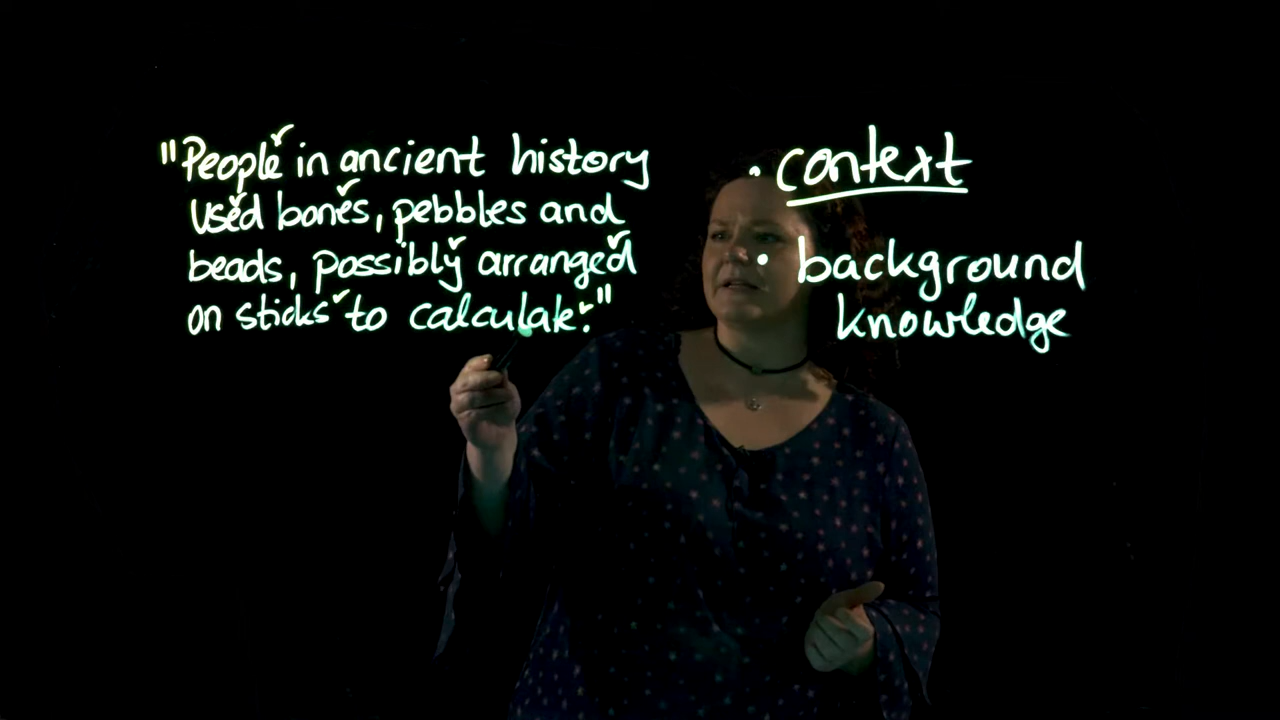 "People in ancient history
used bones, pebbles and
beads, possibly arranged
on sticks to calculate."
• context
• background
knowledge